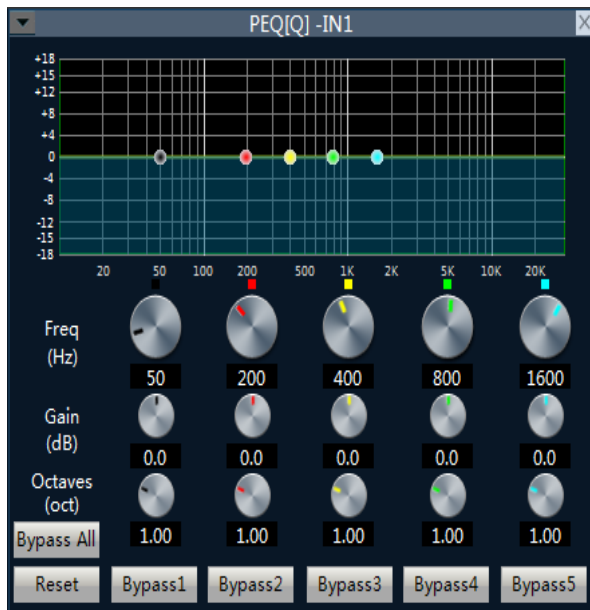 PEQ[Q] -IN1
X
+18
+15
+12
+8
+4
0
-4
-8
-12
-15
-18
20 50 100 200 500 1K 2K 5K 10K 20K
Freq
(Hz)
50 200 400 800 1600
Gain
(dB)
0.0 0.0 0.0 0.0 0.0
Octaves
(oct)
1.00 1.00 1.00 1.00 1.00
Bypass All
Reset Bypass1 Bypass2 Bypass3 Bypass4 Bypass5